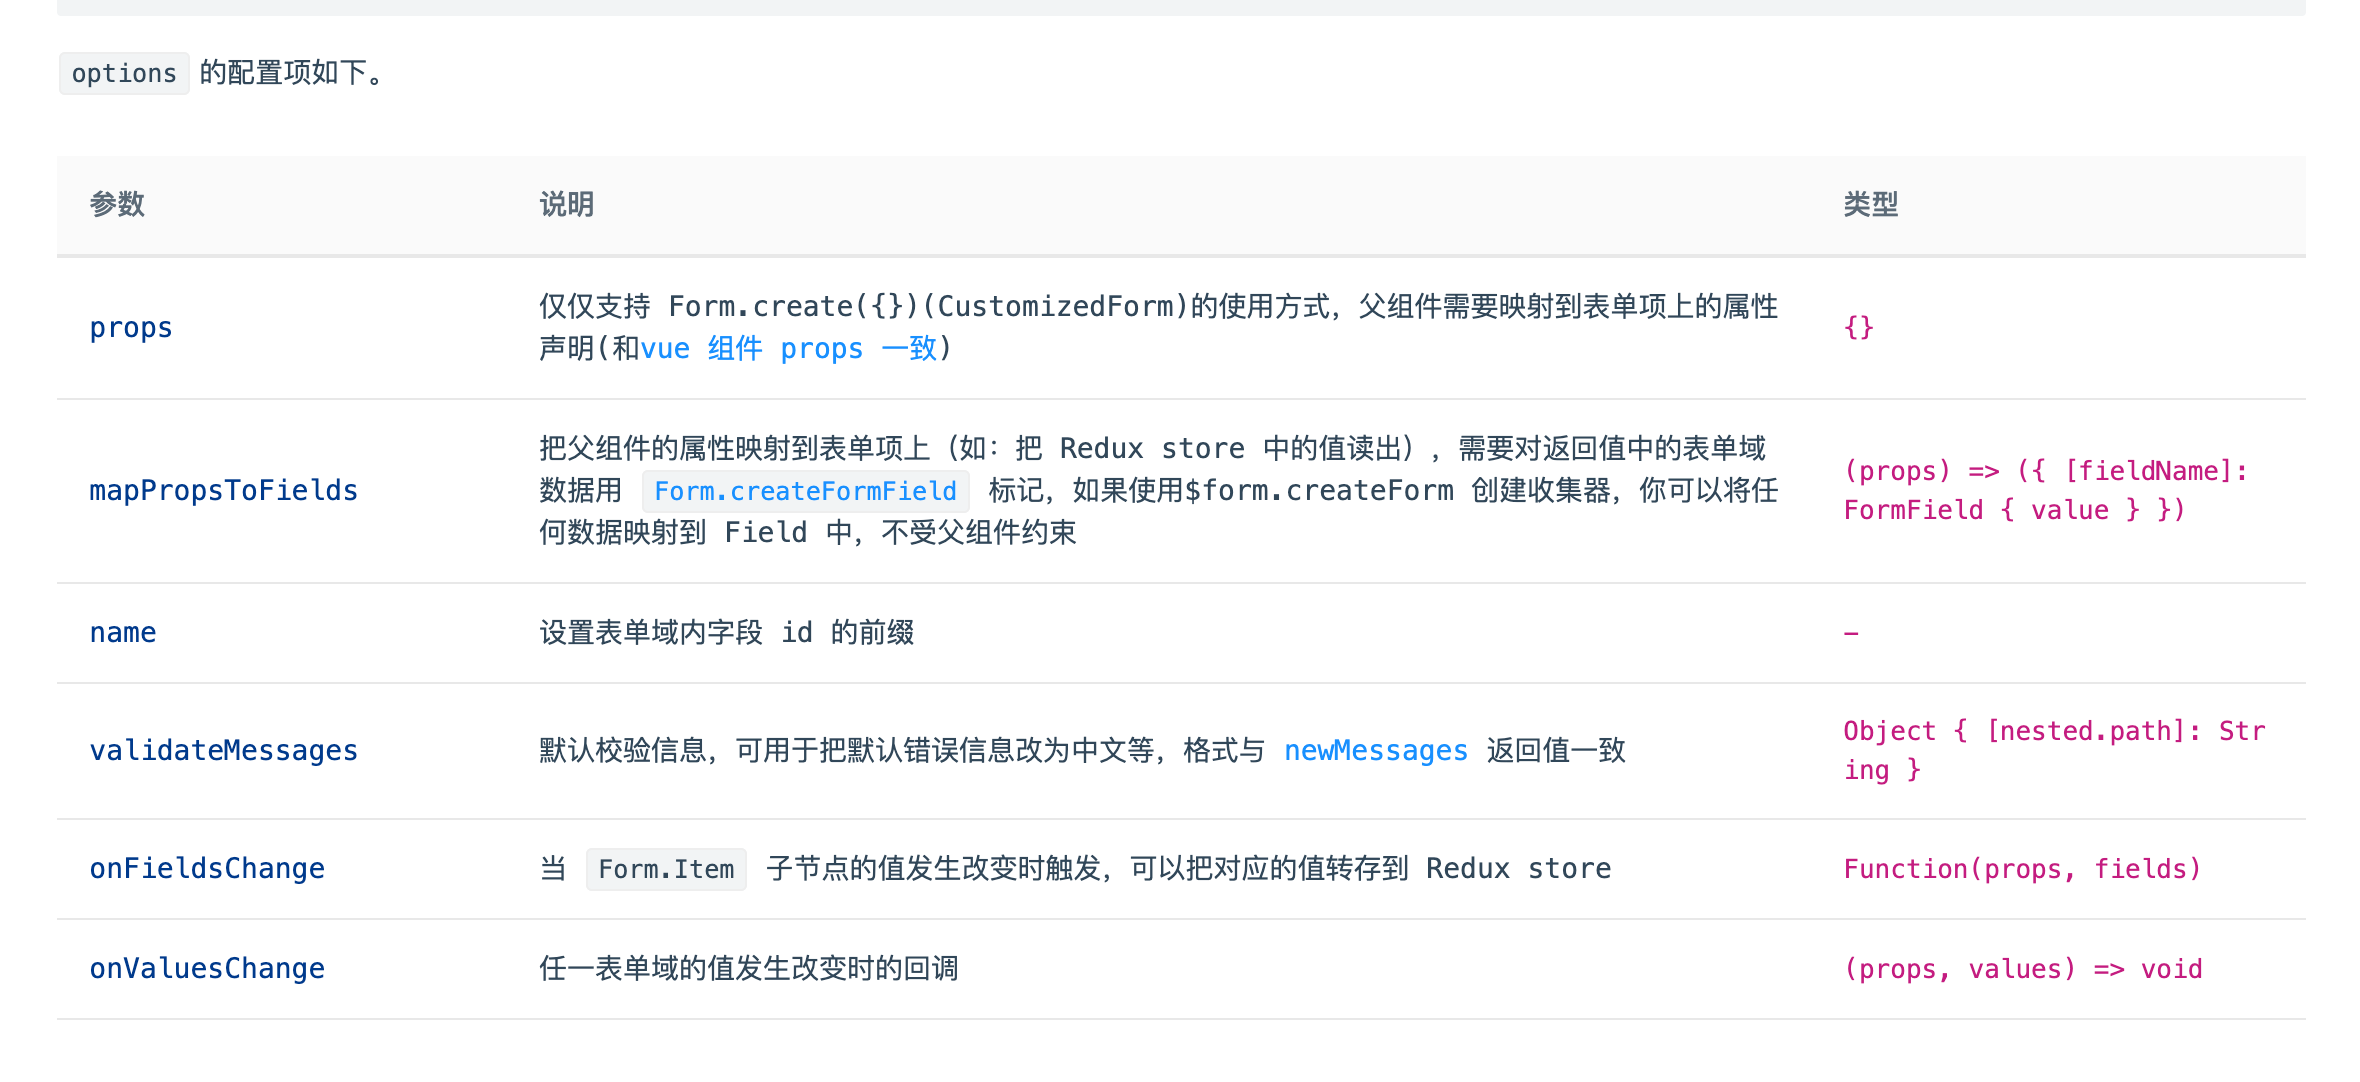 options 的配置项如下。
参数 说明 类型
props 仅仅支持 Form.create({})(CustomizedForm)的使用方式，父组件需要映射到表单项上的属性
声明(和vue 组件 props 一致) {}
mapPropsToFields 把父组件的属性映射到表单项上（如：把 Redux store 中的值读出），需要对返回值中的表单域
数据用 Form.createFormField 标记，如果使用$form.createForm 创建收集器，你可以将任
何数据映射到 Field 中，不受父组件约束
(props) => ({ [fieldName]:
FormField { value } })
name 设置表单域内字段 id 的前缀 -
validateMessages 默认校验信息，可用于把默认错误信息改为中文等，格式与 newMessages 返回值一致
Object { [nested.path]: Str
ing }
onFieldsChange 当 Form.Item 子节点的值发生改变时触发，可以把对应的值转存到 Redux store Function(props, fields)
onValuesChange 任一表单域的值发生改变时的回调 (props, values) => void